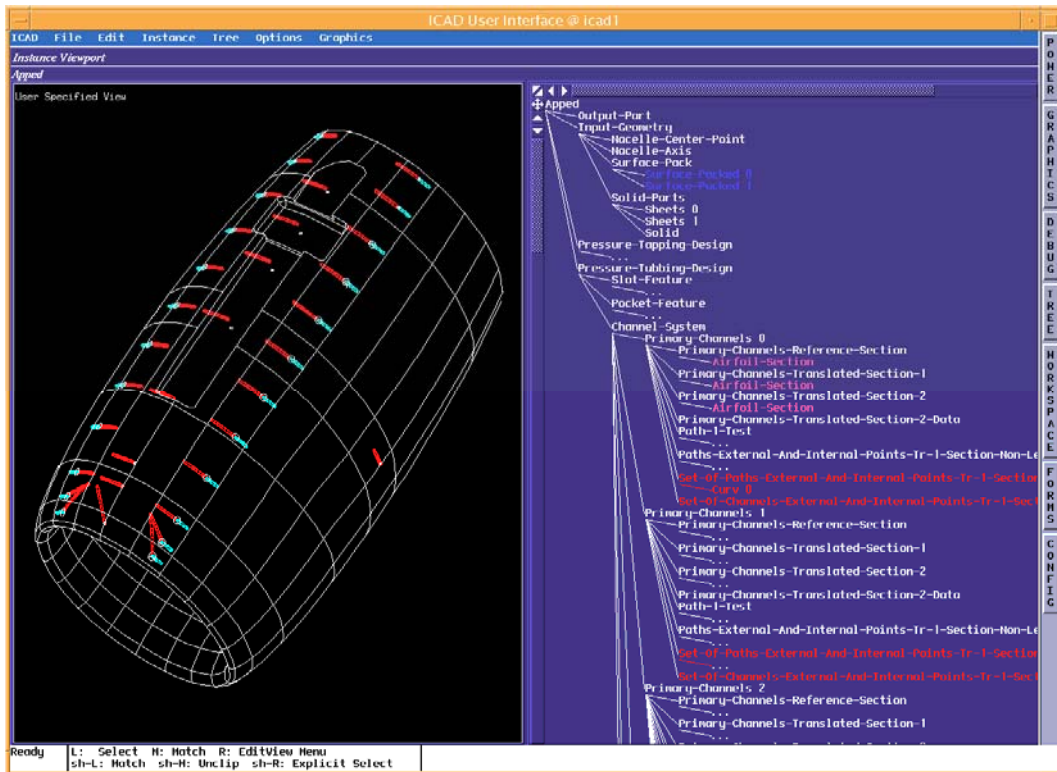 ICAD User Interface @ icad1
ICAD File Edit Instance Tree Options Graphics
Instance Viewport
Apped
User Specified View
Apped
Output-Part
Input-Geometry
Nacelle-Center-Point
Nacelle-Axis
Surface-Pack
Surface-Packed 0
Surface-Packed 1
Solid-Parts
Sheets 0
Sheets 1
Solid
Pressure-Tapping-Design
...
Pressure-Tubbing-Design
Slot-Feature
...
Pocket-Feature
...
Channel-System
Primary-Channels 0
Primary-Channels-Reference-Section
Airfoil-Section
Primary-Channels-Translated-Section-1
Airfoil-Section
Primary-Channels-Translated-Section-2
Airfoil-Section
Primary-Channels-Translated-Section-2-Data
Path-1-Test
...
Paths-External-And-Internal-Points-Tr-1-Section-Non-Le
...
Set-Of-Paths-External-And-Internal-Points-Tr-1-Section
Curv 0
Set-Of-Channels-External-And-Internal-Points-Tr-1-Sect
Primary-Channels 1
Primary-Channels-Reference-Section
...
Primary-Channels-Translated-Section-1
...
Primary-Channels-Translated-Section-2
...
Primary-Channels-Translated-Section-2-Data
Path-1-Test
...
Paths-External-And-Internal-Points-Tr-1-Section-Non-Le
...
Set-Of-Paths-External-And-Internal-Points-Tr-1-Section
...
Set-Of-Channels-External-And-Internal-Points-Tr-1-Sect
Primary-Channels 2
Primary-Channels-Reference-Section
...
Primary-Channels-Translated-Section-1
...
POWER
GRAPHICS
DEBUG
TREE
WORKSPACE
FORMS
CONFIG
Ready
L: Select M: Match R: EditView Menu
sh-L: Match sh-M: Unclip sh-R: Explicit Select